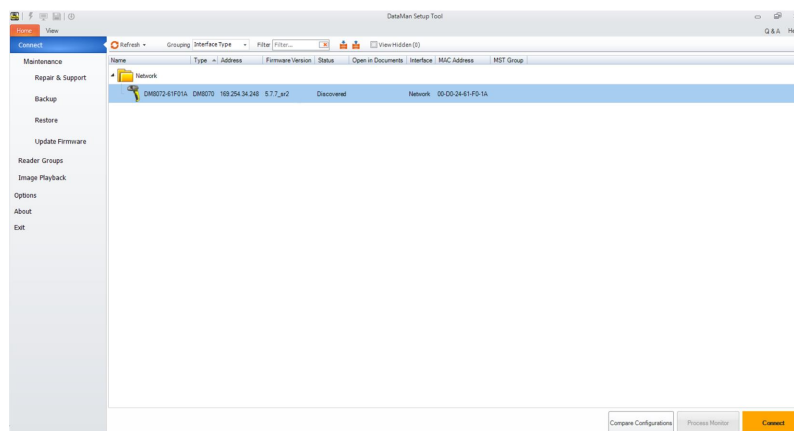 DataMan Setup Tool
Home View Q & A He
Connect
Refresh Grouping Interface Type Filter Filter... View Hidden (0)
Maintenance
Name Type Address Firmware Version Status Open in Documents Interface MAC Address MST Group
Network
Repair & Support
DM8072-61F01A DM8070 169.254.34.248 5.7.7_sr2 Discovered Network 00-D0-24-61-F0-1A
Backup
Restore
Update Firmware
Reader Groups
Image Playback
Options
About
Exit
Compare Configurations Process Monitor Connect